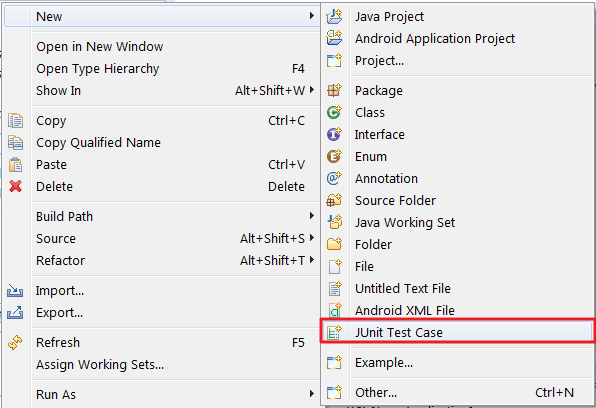 New
Open in New Window
Open Type Hierarchy F4
Show In Alt+Shift+W
Copy Ctrl+C
Copy Qualified Name
Paste Ctrl+V
Delete Delete
Build Path
Source Alt+Shift+S
Refactor Alt+Shift+T
Import...
Export...
Refresh F5
Assign Working Sets...
Run As
Java Project
Android Application Project
Project...
Package
Class
Interface
Enum
Annotation
Source Folder
Java Working Set
Folder
File
Untitled Text File
Android XML File
JUnit Test Case
Example...
Other... Ctrl+N